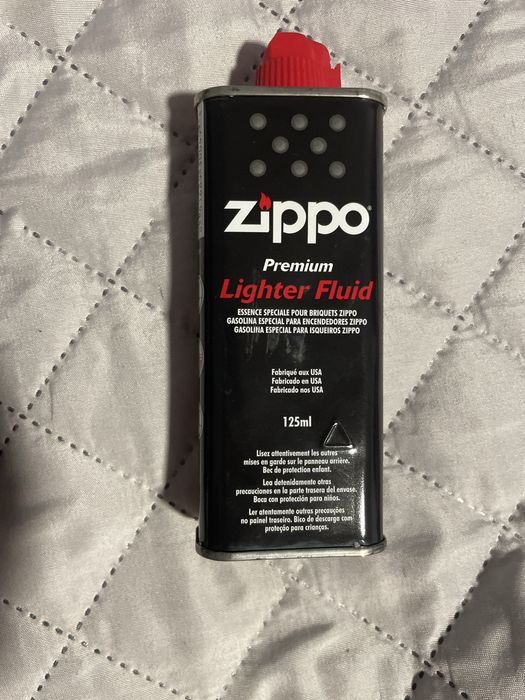 zippo®
Premium
Lighter Fluid
ESSENCE SPECIALE POUR BRIQUETS ZIPPO
GASOLINA ESPECIAL PARA ENCENDEDORES ZIPPO
GASOLINA ESPECIAL PARA ISQUEIROS ZIPPO
Fabriqué aux USA
Fabricado en USA
Fabricado nos USA
125ml
Lisez attentivement les autres
mises en garde sur le panneau arrière.
Bec de protection enfant.
Lea detenidamente otras
precauciones en la parte trasera del envase.
Boca con protección para niños.
Ler atentamente outras precauções
no painel traseiro. Bico de descarga com
proteção para crianças.